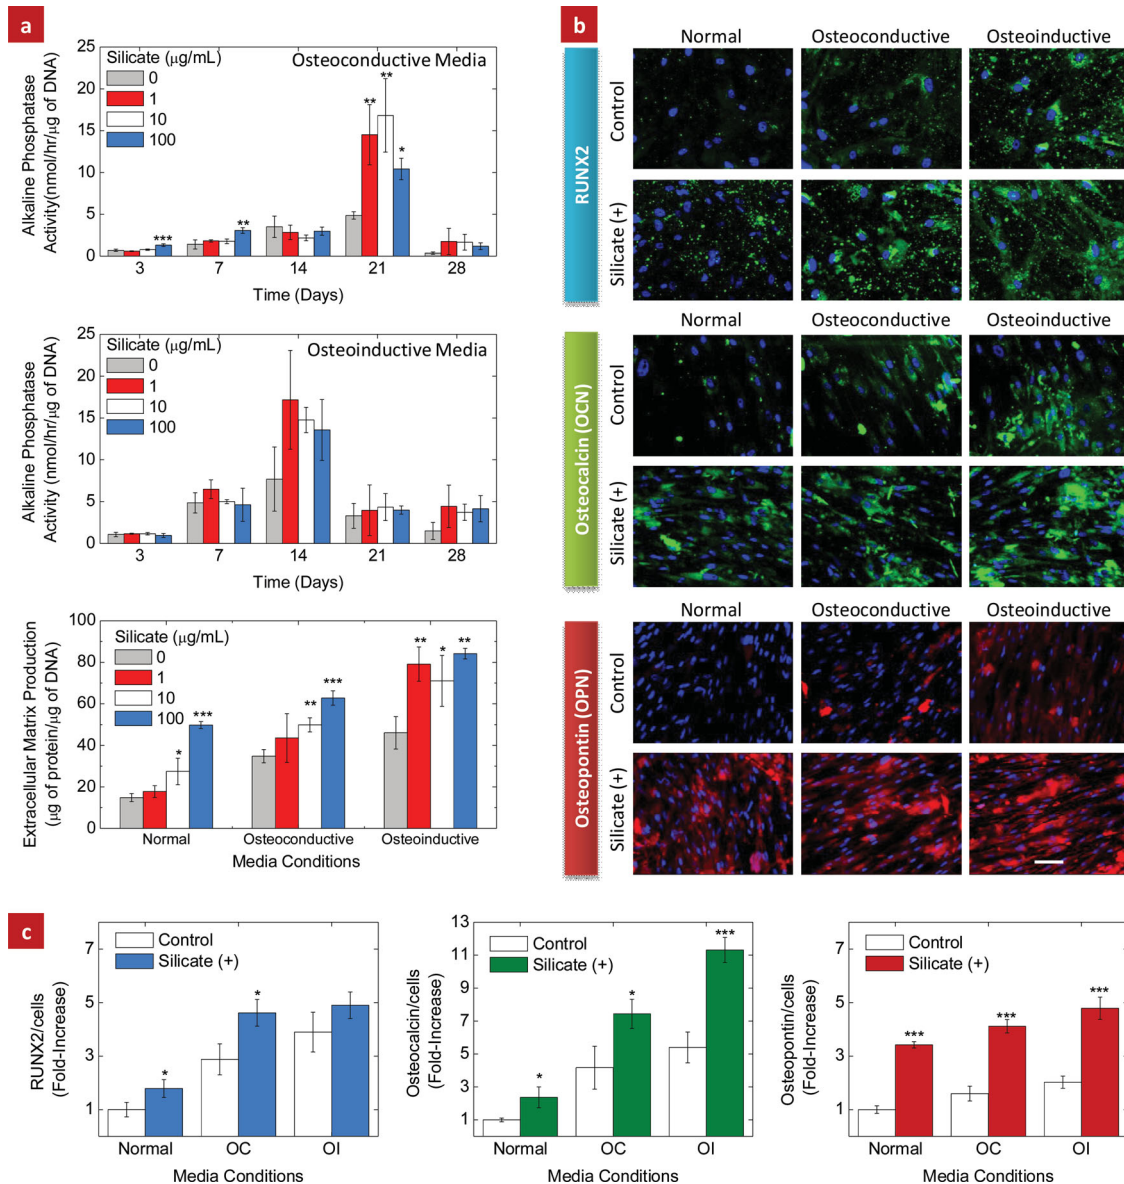 a
Silicate (µg/mL)
0
1
10
100
Osteoconductive Media
**
**
*
***
**
25
20
15
10
5
0
3 7 14 21 28
Time (Days)
Alkaline Phosphatase
Activity(nmol/hr/µg of DNA)
Silicate (µg/mL)
0
1
10
100
Osteoinductive Media
25
20
15
10
5
0
3 7 14 21 28
Time (Days)
Alkaline Phosphatase
Activity (nmol/hr/µg of DNA)
Silicate (µg/mL)
0
1
10
100
*
***
**
***
**
*
**
100
80
60
40
20
0
Normal Osteoconductive Osteoinductive
Media Conditions
Extracellular Matrix Production
(µg of protein/µg of DNA)
b
Normal Osteoconductive Osteoinductive
RUNX2
Control
Silicate (+)
Normal Osteoconductive Osteoinductive
Osteocalcin (OCN)
Control
Silicate (+)
Normal Osteoconductive Osteoinductive
Osteopontin (OPN)
Control
Silicate (+)
c
Control
Silicate (+)
*
*
7
5
3
1
Normal OC OI
Media Conditions
RUNX2/cells
(Fold-Increase)
Control
Silicate (+)
*
*
***
13
11
9
7
5
3
1
Normal OC OI
Media Conditions
Osteocalcin/cells
(Fold-Increase)
Control
Silicate (+)
***
***
***
7
5
3
1
Normal OC OI
Media Conditions
Osteopontin/cells
(Fold-Increase)